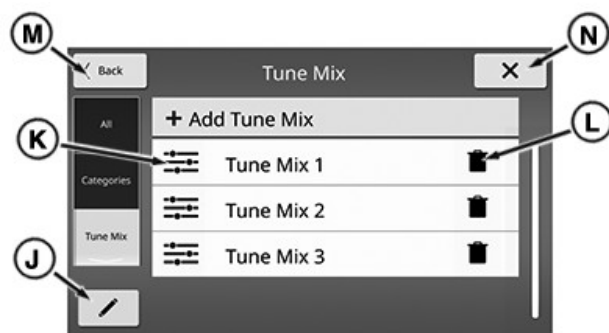 M
N
Back
Tune Mix
All
+ Add Tune Mix
K
L
Tune Mix 1
Categories
Tune Mix 2
Tune Mix
Tune Mix 3
J